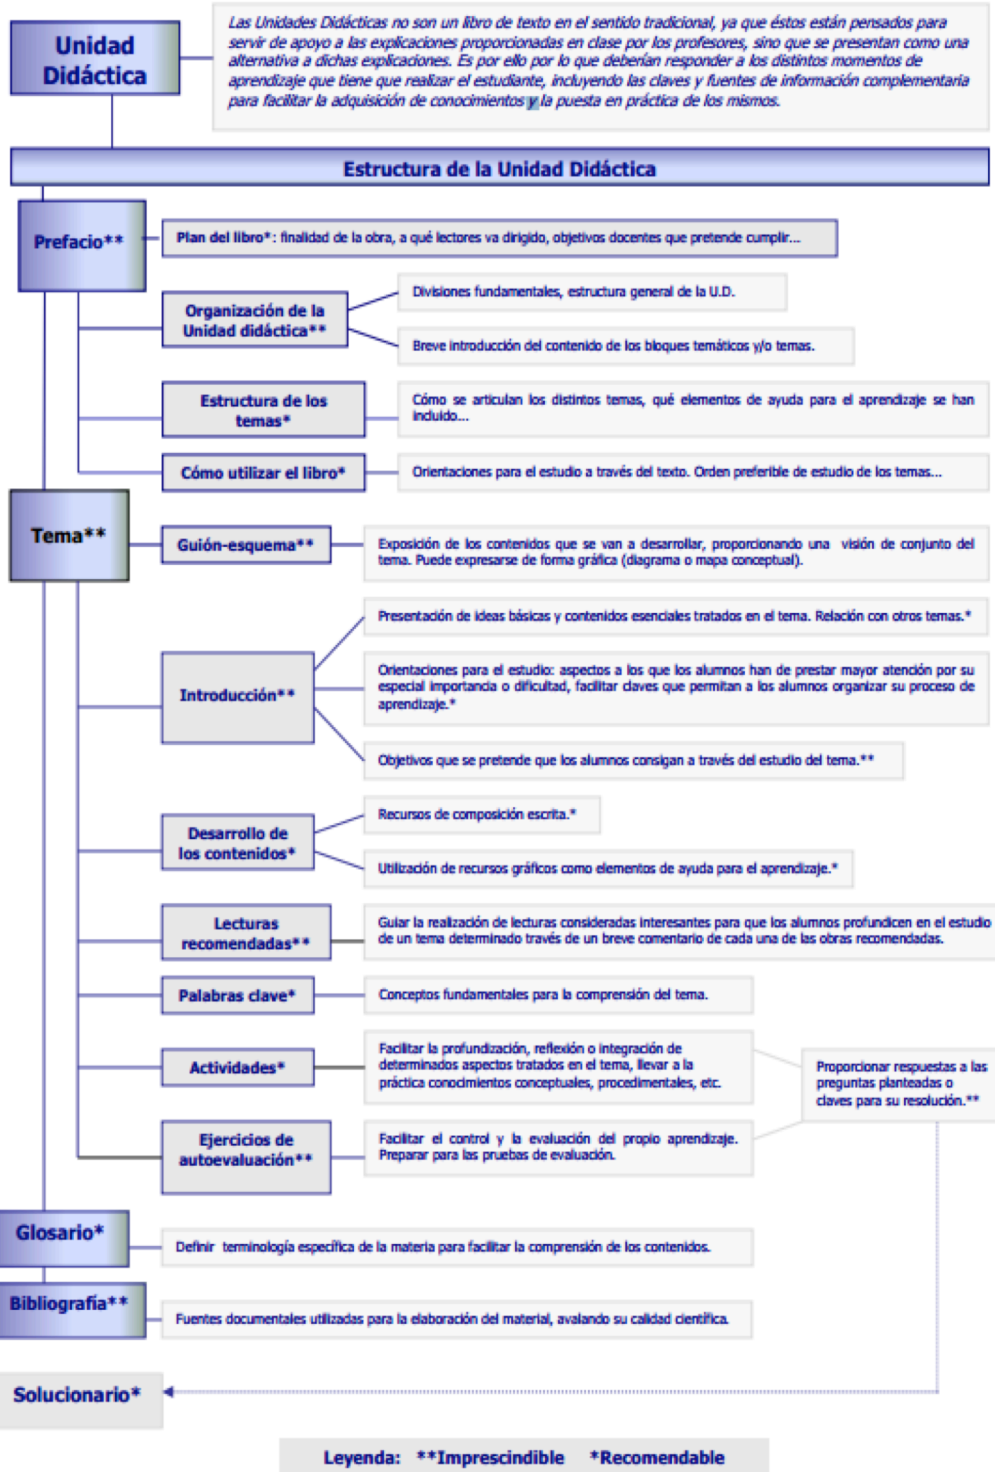 Unidad
Didáctica
Las Unidades Didácticas no son un libro de texto en el sentido tradicional, ya que éstos están pensados para
servir de apoyo a las explicaciones proporcionadas en clase por los profesores, sino que se presentan como una
alternativa a dichas explicaciones. Es por ello por lo que deberían responder a los distintos momentos de
aprendizaje que tiene que realizar el estudiante, incluyendo las claves y fuentes de información complementaria
para facilitar la adquisición de conocimientos y la puesta en práctica de los mismos.
Estructura de la Unidad Didáctica
Prefacio**
Plan del libro*: finalidad de la obra, a qué lectores va dirigido, objetivos docentes que pretende cumplir...
Organización de la
Unidad didáctica**
Divisiones fundamentales, estructura general de la U.D.
Breve introducción del contenido de los bloques temáticos y/o temas.
Estructura de los
temas*
Cómo se articulan los distintos temas, qué elementos de ayuda para el aprendizaje se han
incluido...
Cómo utilizar el libro*
Orientaciones para el estudio a través del texto. Orden preferible de estudio de los temas...
Tema**
Guión-esquema**
Exposición de los contenidos que se van a desarrollar, proporcionando una visión de conjunto del
tema. Puede expresarse de forma gráfica (diagrama o mapa conceptual).
Introducción**
Presentación de ideas básicas y contenidos esenciales tratados en el tema. Relación con otros temas.*
Orientaciones para el estudio: aspectos a los que los alumnos han de prestar mayor atención por su
especial importancia o dificultad, facilitar claves que permitan a los alumnos organizar su proceso de
aprendizaje.*
Objetivos que se pretende que los alumnos consigan a través del estudio del tema.**
Desarrollo de
los contenidos*
Recursos de composición escrita.*
Utilización de recursos gráficos como elementos de ayuda para el aprendizaje.*
Lecturas
recomendadas**
Guiar la realización de lecturas consideradas interesantes para que los alumnos profundicen en el estudio
de un tema determinado través de un breve comentario de cada una de las obras recomendadas.
Palabras clave*
Conceptos fundamentales para la comprensión del tema.
Actividades*
Facilitar la profundización, reflexión o integración de
determinados aspectos tratados en el tema, llevar a la
práctica conocimientos conceptuales, procedimentales, etc.
Proporcionar respuestas a las
preguntas planteadas o
claves para su resolución.**
Ejercicios de
autoevaluación**
Facilitar el control y la evaluación del propio aprendizaje.
Preparar para las pruebas de evaluación.
Glosario*
Definir terminología específica de la materia para facilitar la comprensión de los contenidos.
Bibliografía**
Fuentes documentales utilizadas para la elaboración del material, avalando su calidad científica.
Solucionario*
Leyenda: **Imprescindible *Recomendable